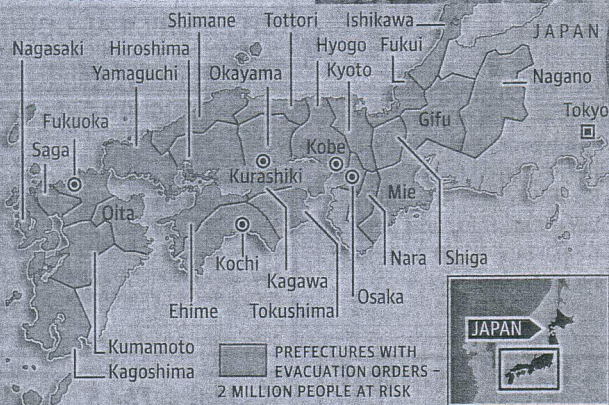 Shimane
Tottori
Ishikawa
JAPAN
Nagasaki
Hiroshima
Hyogo
Fukui
Yamaguchi
Okayama
Kyoto
Nagano
Fukuoka
Gifu
Tokyo
Saga
Kobe
Kurashiki
Mie
Oita
Kochi
Nara
Shiga
Kagawa
Ehime
Tokushima
Osaka
JAPAN
Kumamoto
Kagoshima
PREFECTURES WITH
EVACUATION ORDERS –
2 MILLION PEOPLE AT RISK